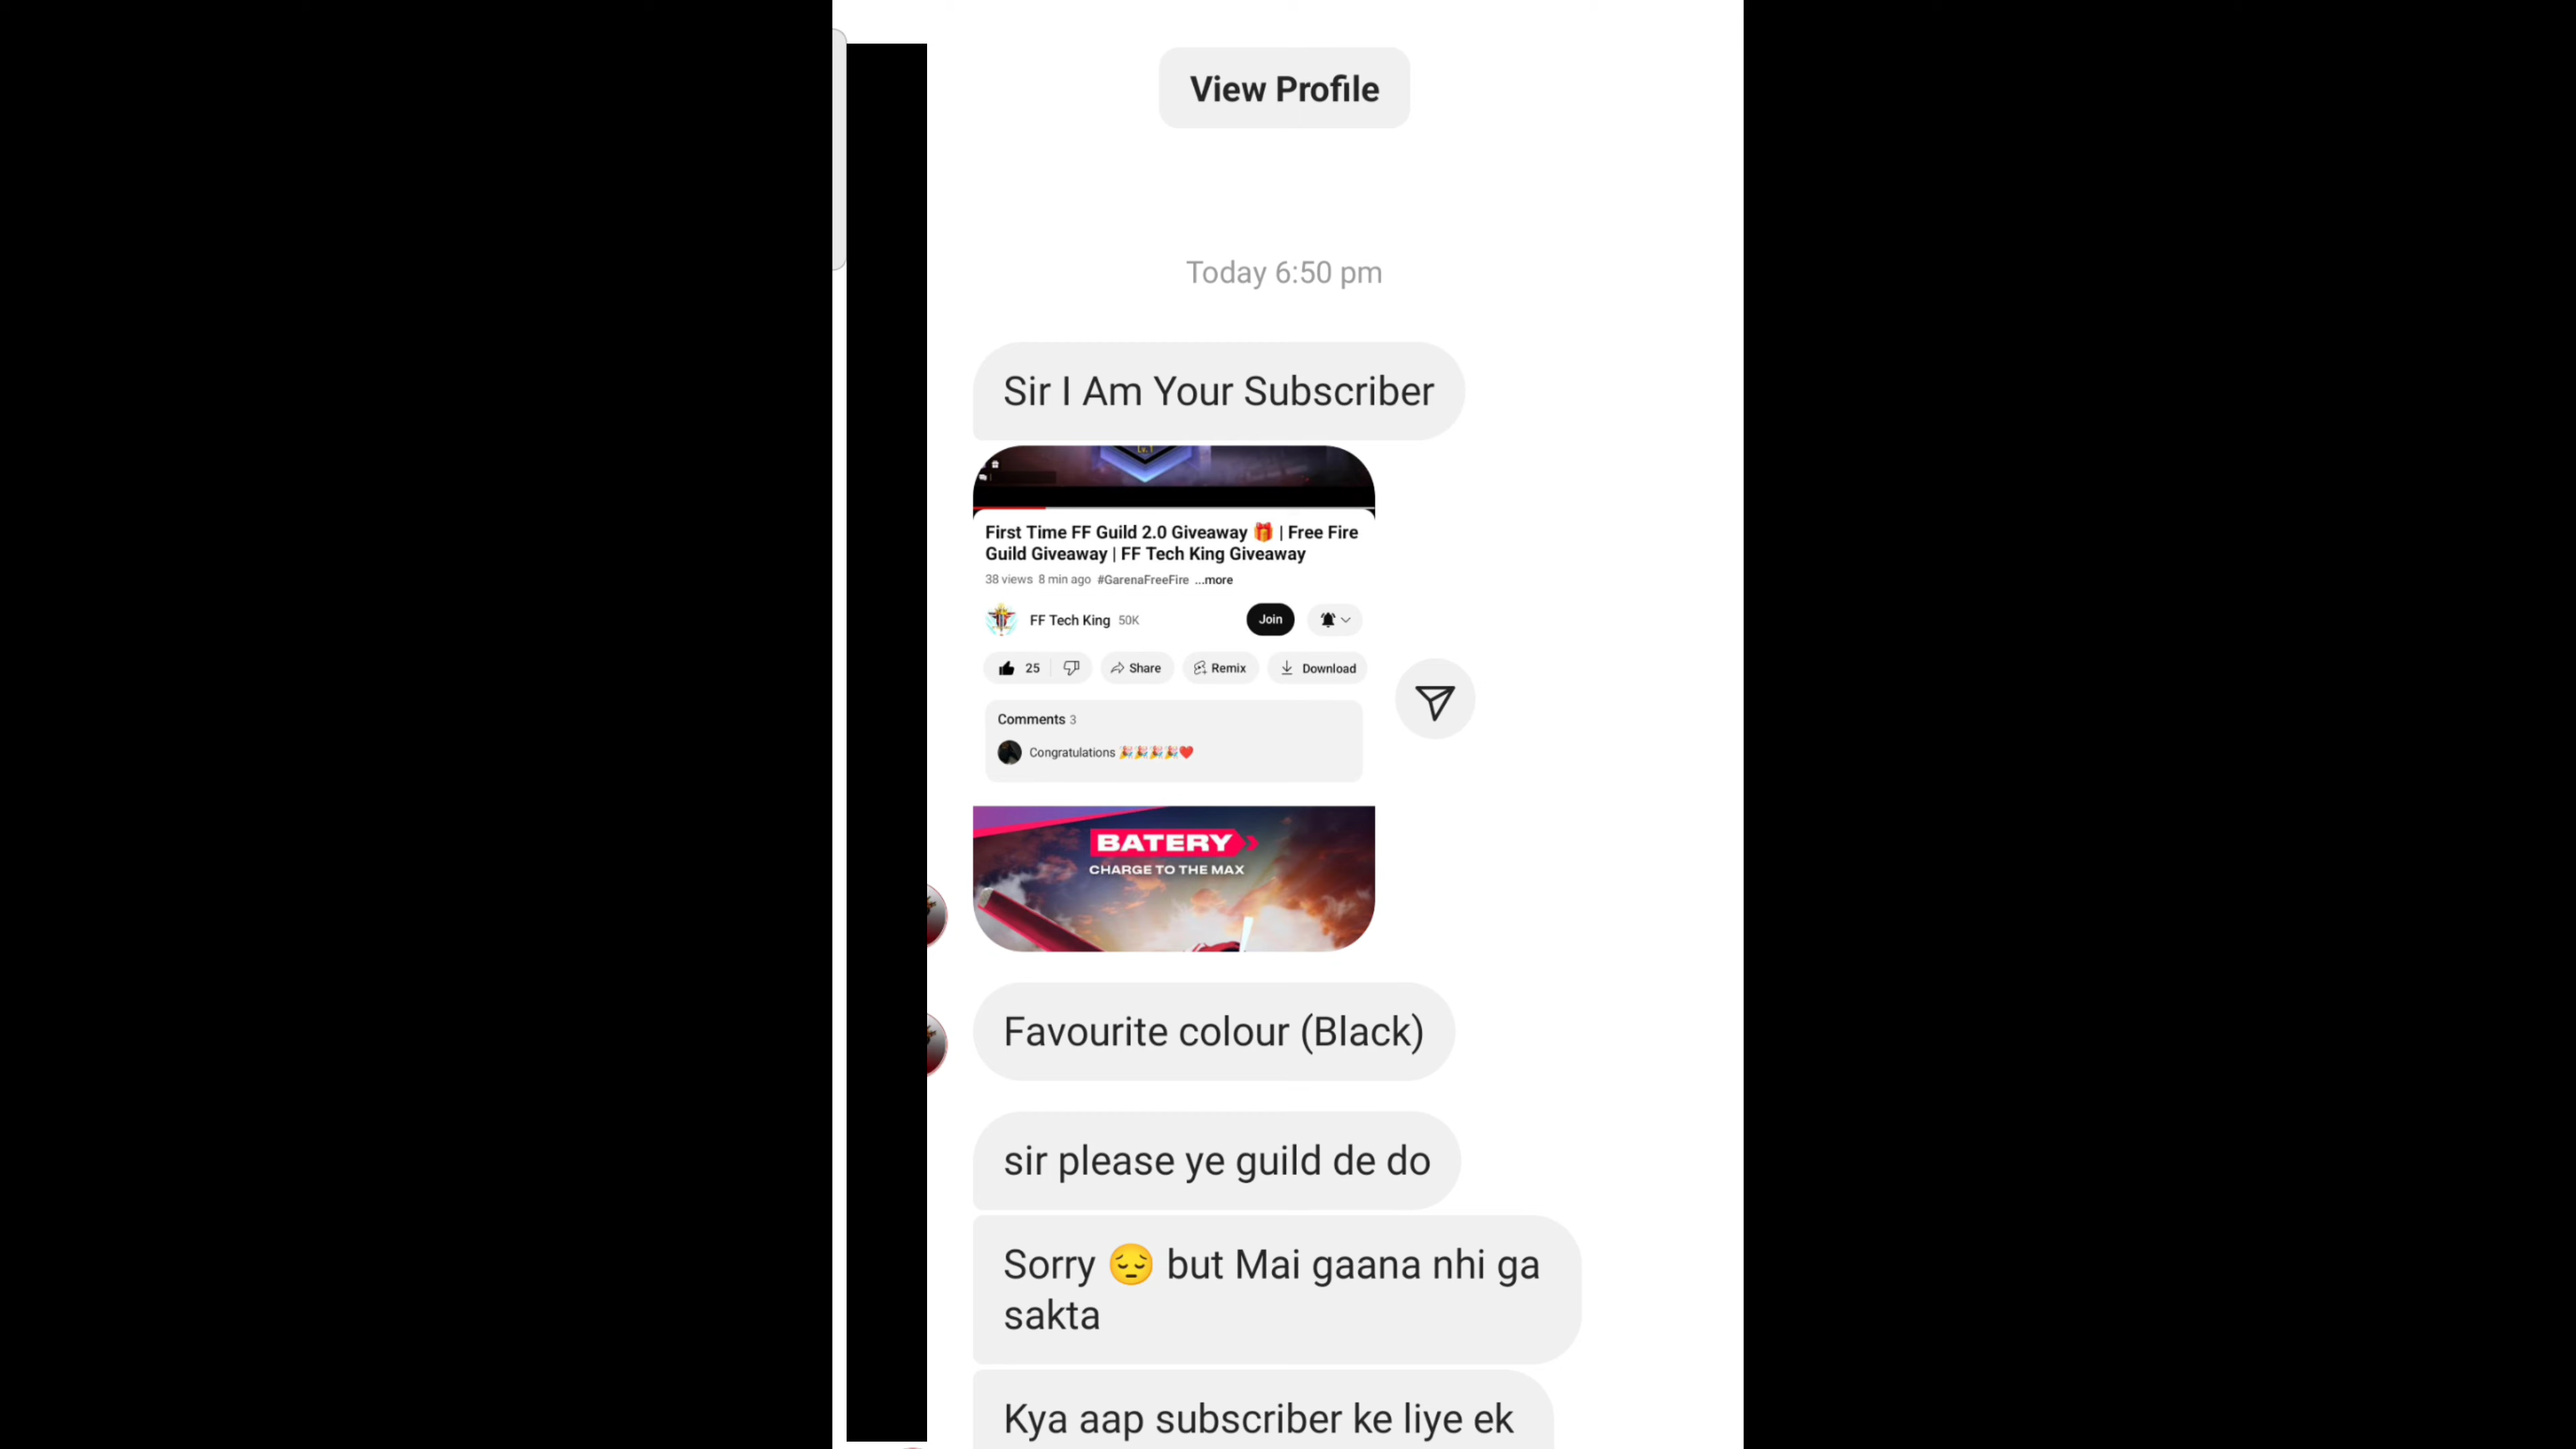 View Profile
Today 6:50 pm
Sir I Am Your Subscriber
First Time FF Guild 2.0 Giveaway 🎁 | Free Fire
Guild Giveaway | FF Tech King Giveaway
38 views 8 min ago #GarenaFreeFire ...more
FF Tech King 50K
Join
25
Share
Remix
Download
Comments 3
Congratulations 🎉🎉🎉🎉❤️
BATERY
CHARGE TO THE MAX
Favourite colour (Black)
sir please ye guild de do
Sorry 😔 but Mai gaana nhi ga
sakta
Kya aap subscriber ke liye ek